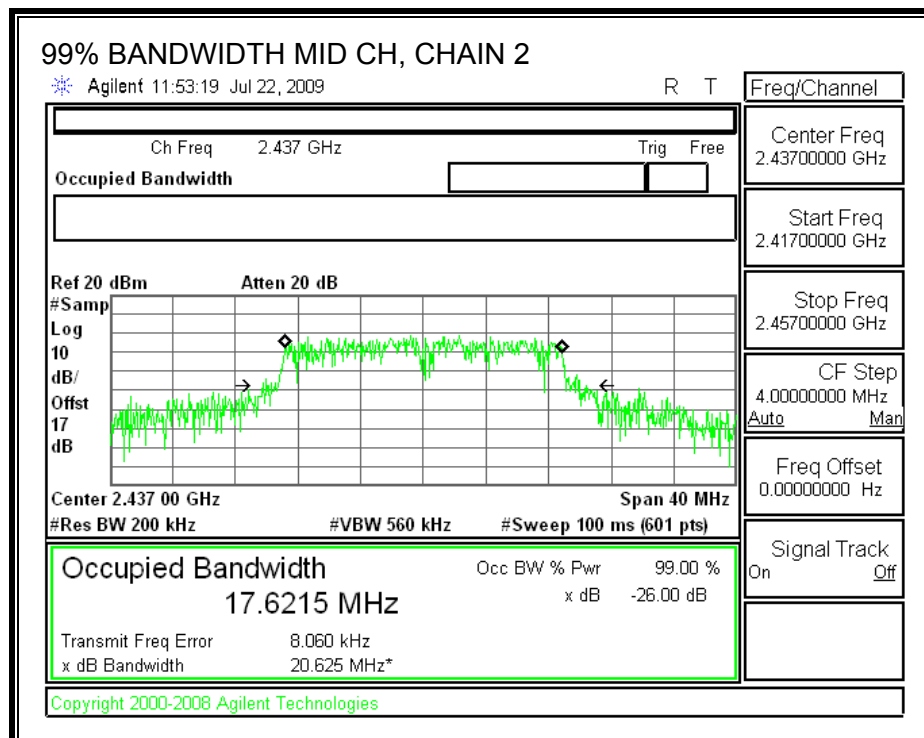 99% BANDWIDTH MID CH, CHAIN 2
Agilent 11:53:19 Jul 22, 2009 R T
Freq/Channel
Ch Freq 2.437 GHz Trig Free
Occupied Bandwidth
Center Freq
2.43700000 GHz
Start Freq
2.41700000 GHz
Stop Freq
2.45700000 GHz
CF Step
4.00000000 MHz
Auto Man
Freq Offset
0.00000000 Hz
Signal Track
On Off
Ref 20 dBm Atten 20 dB
#Samp
Log
10
dB/
Offst
17
dB
Center 2.437 00 GHz Span 40 MHz
#Res BW 200 kHz #VBW 560 kHz #Sweep 100 ms (601 pts)
Occupied Bandwidth Occ BW % Pwr 99.00 %
17.6215 MHz x dB -26.00 dB
Transmit Freq Error 8.060 kHz
x dB Bandwidth 20.625 MHz*
Copyright 2000-2008 Agilent Technologies